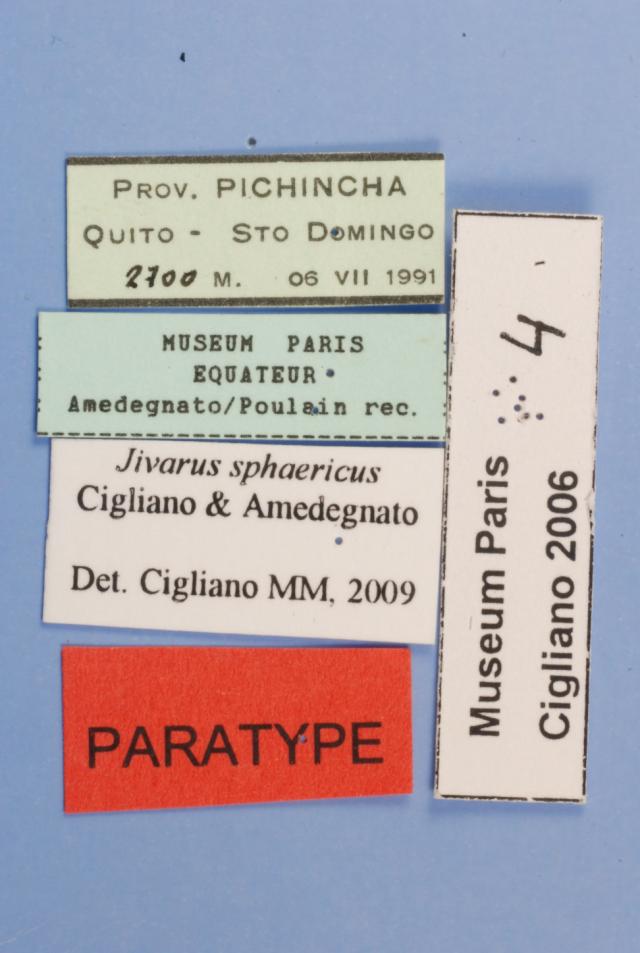 PROV. PICHINCHA
QUITO - STO DOMINGO
2700 M. 06 VII 1991
MUSEUM PARIS
EQUATEUR
Amedegnato/Poulain rec.
Jivarus sphaericus
Cigliano & Amedegnato
Det. Cigliano MM, 2009
PARATYPE
Museum Paris 4
Cigliano 2006